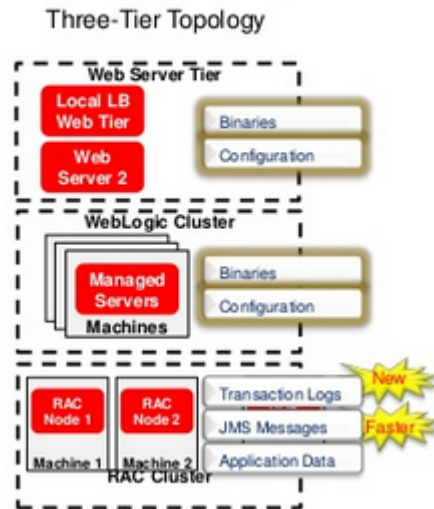 Three-Tier Topology
Web Server Tier
Local LB
Web Tier
Web
Server 2
Binaries
Configuration
WebLogic Cluster
Managed
Servers
Machines
Binaries
Configuration
RAC
Node 1
Machine 1
RAC
Node 2
Machine 2
RAC Cluster
Transaction Logs
JMS Messages
Application Data
New
Faster